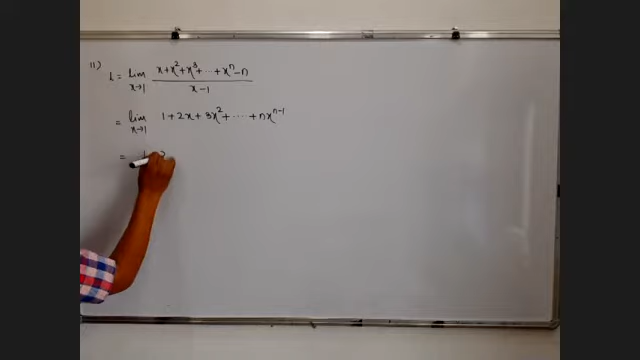 11) L = lim x→1 (x+x²+x³+···+xⁿ−n)/(x−1)
= lim x→1 1+2x+3x²+·····+nxⁿ⁻¹
=